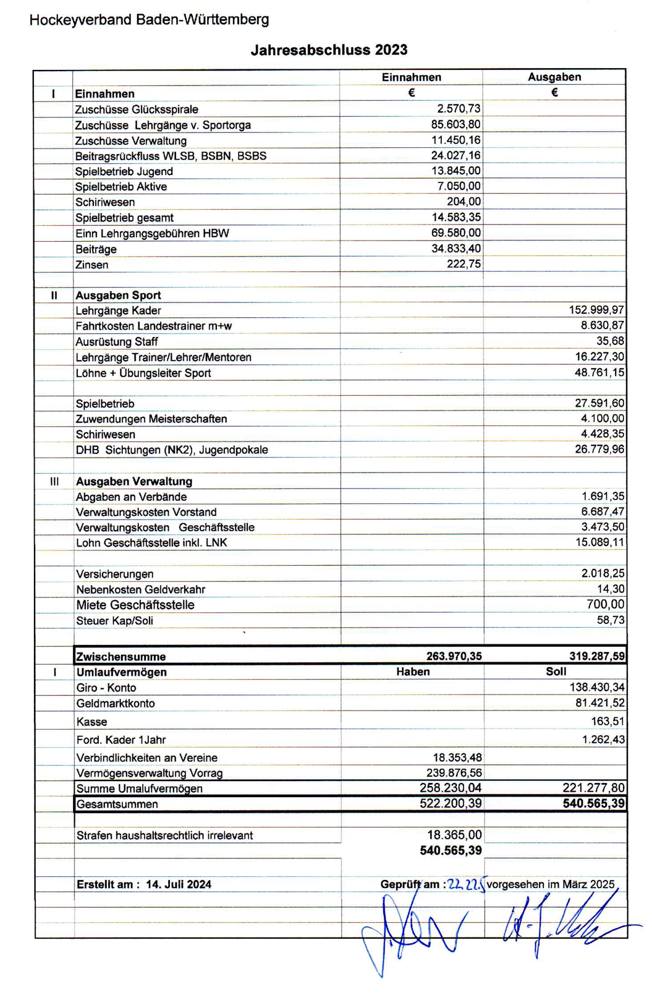 Hockeyverband Baden-Württemberg
Jahresabschluss 2023
Einnahmen Ausgaben
I Einnahmen € €
Zuschüsse Glücksspirale 2.570,73
Zuschüsse Lehrgänge v. Sportorga 85.603,80
Zuschüsse Verwaltung 11.450,16
Beitragsrückfluss WLSB, BSBN, BSBS 24.027,16
Spielbetrieb Jugend 13.845,00
Spielbetrieb Aktive 7.050,00
Schiriwesen 204,00
Spielbetrieb gesamt 14.583,35
Einn Lehrgangsgebühren HBW 69.580,00
Beiträge 34.833,40
Zinsen 222,75
II Ausgaben Sport
Lehrgänge Kader 152.999,97
Fahrtkosten Landestrainer m+w 8.630,87
Ausrüstung Staff 35,68
Lehrgänge Trainer/Lehrer/Mentoren 16.227,30
Löhne + Übungsleiter Sport 48.761,15
Spielbetrieb 27.591,60
Zuwendungen Meisterschaften 4.100,00
Schiriwesen 4.428,35
DHB Sichtungen (NK2), Jugendpokale 26.779,96
III Ausgaben Verwaltung
Abgaben an Verbände 1.691,35
Verwaltungskosten Vorstand 6.687,47
Verwaltungskosten Geschäftsstelle 3.473,50
Lohn Geschäftsstelle inkl. LNK 15.089,11
Versicherungen 2.018,25
Nebenkosten Geldverkahr 14,30
Miete Geschäftsstelle 700,00
Steuer Kap/Soli 58,73
Zwischensumme 263.970,35 319.287,59
I Umlaufvermögen Haben Soll
Giro - Konto 138.430,34
Geldmarktkonto 81.421,52
Kasse 163,51
Ford. Kader 1Jahr 1.262,43
Verbindlichkeiten an Vereine 18.353,48
Vermögensverwaltung Vorrag 239.876,56
Summe Umalufvermögen 258.230,04 221.277,80
Gesamtsummen 522.200,39 540.565,39
Strafen haushaltsrechtlich irrelevant 18.365,00
540.565,39
Erstellt am : 14. Juli 2024 Geprüft am : vorgesehen im März 2025